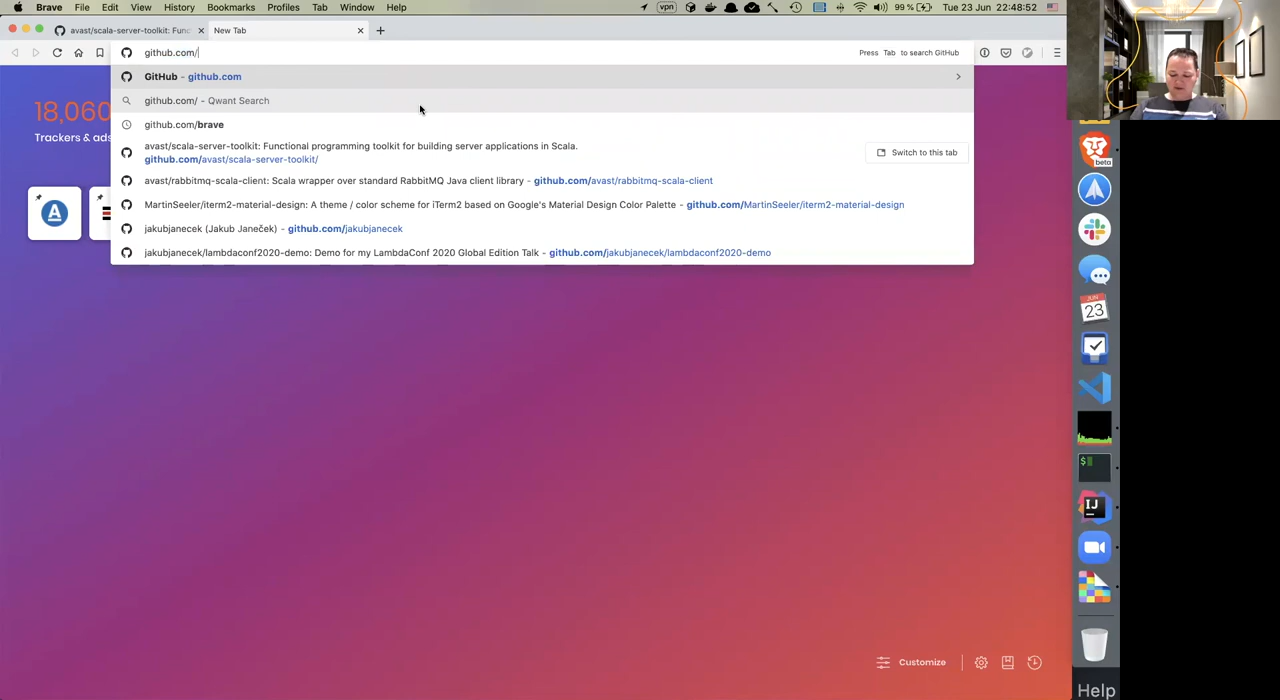 Brave File Edit View History Bookmarks Profiles Tab Window Help
vpn 99 % Tue 23 Jun 22:48:52
avast/scala-server-toolkit: Func
New Tab
github.com/
Press Tab to search GitHub
GitHub - github.com
github.com/ - Qwant Search
github.com/brave
avast/scala-server-toolkit: Functional programming toolkit for building server applications in Scala.
github.com/avast/scala-server-toolkit/
Switch to this tab
avast/rabbitmq-scala-client: Scala wrapper over standard RabbitMQ Java client library - github.com/avast/rabbitmq-scala-client
MartinSeeler/iterm2-material-design: A theme / color scheme for iTerm2 based on Google's Material Design Color Palette - github.com/MartinSeeler/iterm2-material-design
jakubjanecek (Jakub Janeček) - github.com/jakubjanecek
jakubjanecek/lambdaconf2020-demo: Demo for my LambdaConf 2020 Global Edition Talk - github.com/jakubjanecek/lambdaconf2020-demo
18,060
Trackers & ads
A
beta
JUN
23
$
IJ
Customize
Help